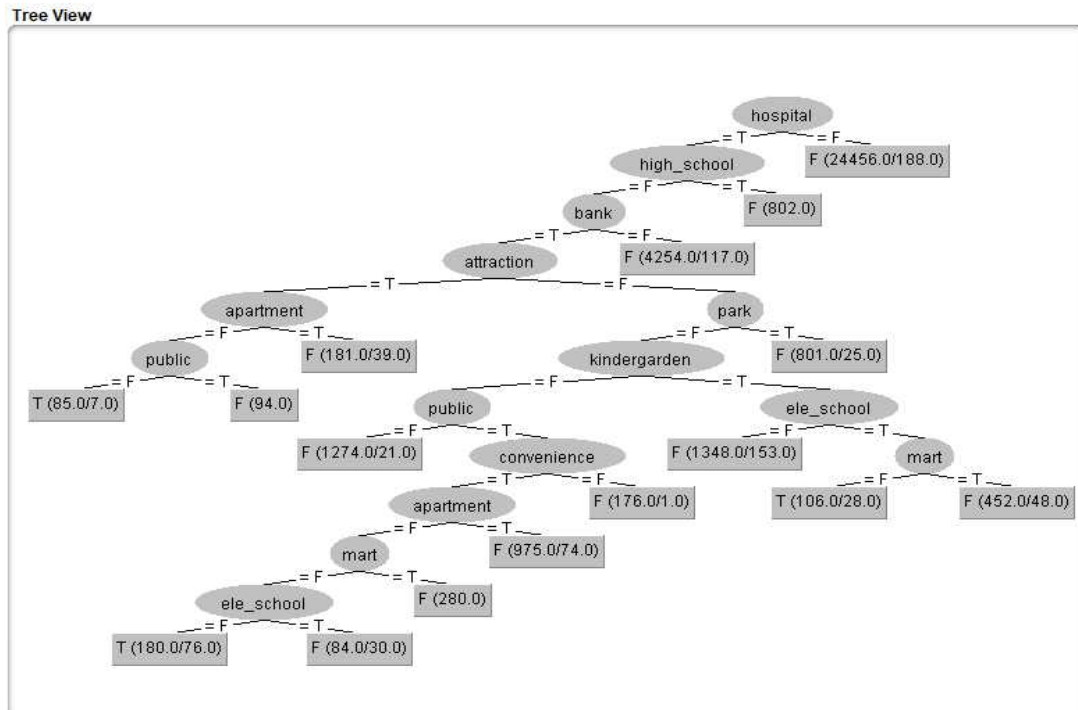 Tree View
hospital
= T = F
high_school F (24456.0/188.0)
= F = T
bank F (802.0)
= T = F
attraction F (4254.0/117.0)
= T = F
apartment park
= F = T = F = T
public F (181.0/39.0) kindergarden F (801.0/25.0)
= F = T = F = T
T (85.0/7.0) F (94.0) public ele_school
= F = T = F = T
F (1274.0/21.0) convenience F (1348.0/153.0) mart
= T = F = F = T
apartment F (176.0/1.0) T (106.0/28.0) F (452.0/48.0)
= F = T
mart F (975.0/74.0)
= F = T
ele_school F (280.0)
= F = T
T (180.0/76.0) F (84.0/30.0)